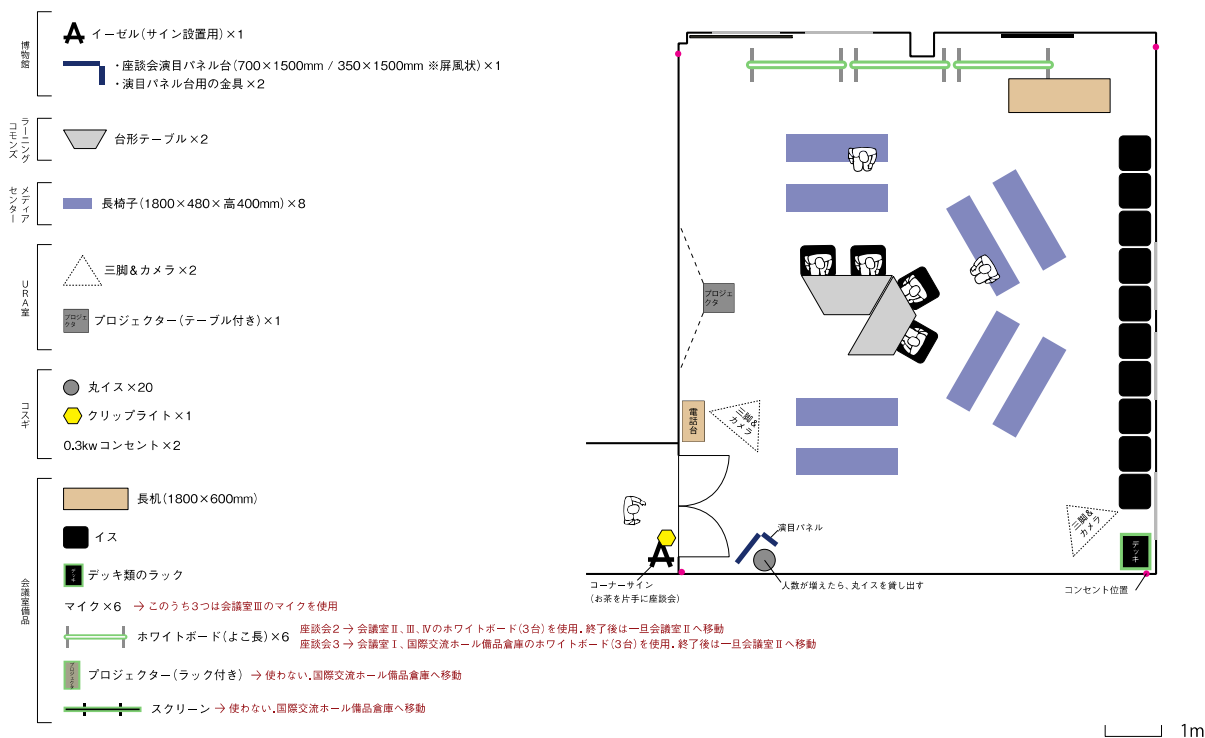 博物館
イーゼル(サイン設置用)×1
・座談会演目パネル台(700×1500mm / 350×1500mm ※屏風状)×1
・演目パネル台用の金具×2
ラーニング
コモンズ
台形テーブル×2
メディア
センター
長椅子(1800×480×高400mm)×8
URA室
三脚&カメラ×2
プロジェ
クタ
プロジェクター(テーブル付き)×1
コスギ
丸イス×20
クリップライト×1
0.3kwコンセント×2
会議室備品
長机(1800×600mm)
イス
デッキ
デッキ類のラック
マイク×6 → このうち3つは会議室Ⅲのマイクを使用
ホワイトボード(よこ長)×6
座談会2 → 会議室Ⅱ、Ⅲ、Ⅳのホワイトボード(3台)を使用. 終了後は一旦会議室Ⅱへ移動
座談会3 → 会議室Ⅰ、国際交流ホール備品倉庫のホワイトボード(3台)を使用. 終了後は一旦会議室Ⅱへ移動
プロジェクタ
プロジェクター(ラック付き) → 使わない. 国際交流ホール備品倉庫へ移動
スクリーン → 使わない. 国際交流ホール備品倉庫へ移動
プロジェ
クタ
電話台
三脚&
カメラ
演目パネル
コーナーサイン
(お茶を片手に座談会)
人数が増えたら、丸イスを貸し出す
三脚&
カメラ
デッキ
コンセント位置
1m